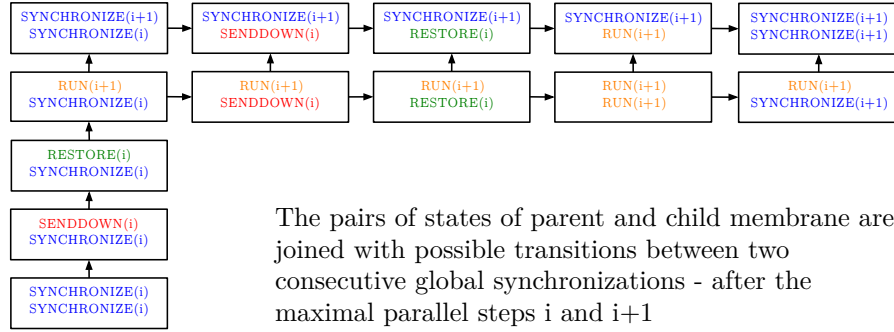 SYNCHRONIZE(i+1) SYNCHRONIZE(i+1) SYNCHRONIZE(i+1) SYNCHRONIZE(i+1) SYNCHRONIZE(i+1)
SYNCHRONIZE(i) SENDDOWN(i) RESTORE(i) RUN(i+1) SYNCHRONIZE(i+1)
RUN(i+1) RUN(i+1) RUN(i+1) RUN(i+1) RUN(i+1)
SYNCHRONIZE(i) SENDDOWN(i) RESTORE(i) RUN(i+1) SYNCHRONIZE(i+1)
RESTORE(i)
SYNCHRONIZE(i)
SENDDOWN(i)
SYNCHRONIZE(i)
SYNCHRONIZE(i)
SYNCHRONIZE(i)
The pairs of states of parent and child membrane are
joined with possible transitions between two
consecutive global synchronizations - after the
maximal parallel steps i and i+1